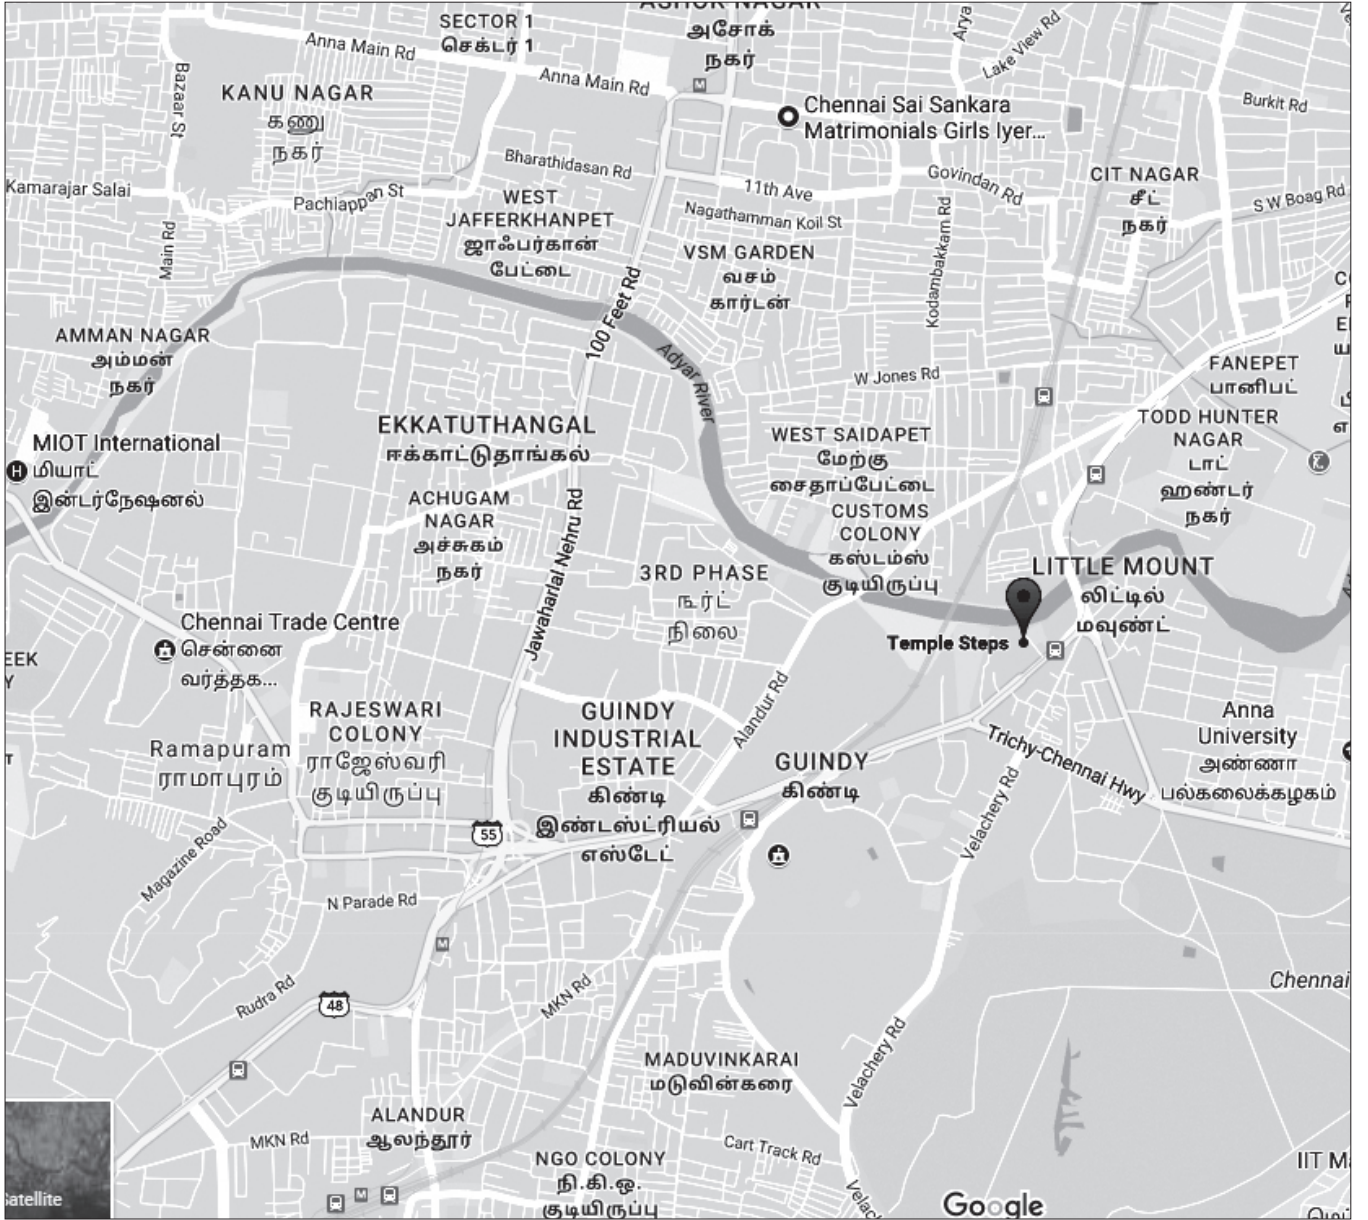 SECTOR 1
செக்டர் 1
ASHOK NAGAR
அசோக்
நகர்
Arya
Lake View Rd
Anna Main Rd
Anna Main Rd
Bazaar St
KANU NAGAR
கணு
நகர்
Chennai Sai Sankara
Matrimonials Girls Iyer...
Burkit Rd
Bharathidasan Rd
Kamarajar Salai
Pachiappan St
WEST
JAFFERKHANPET
ஜாஃபர்கான்
பேட்டை
11th Ave
Nagathamman Koil St
Govindan Rd
CIT NAGAR
சீட்
நகர்
S W Boag Rd
Main Rd
VSM GARDEN
வசம்
கார்டன்
Kodambakkam Rd
100 Feet Rd
AMMAN NAGAR
அம்மன்
நகர்
Adyar River
W Jones Rd
FANEPET
பானிபட்
EKKATUTHANGAL
ஈக்காட்டுதாங்கல்
MIOT International
மியாட்
இன்டர்நேஷனல்
H
WEST SAIDAPET
மேற்கு
சைதாப்பேட்டை
TODD HUNTER
NAGAR
டாட்
ஹண்டர்
நகர்
ACHUGAM
NAGAR
அச்சுகம்
நகர்
CUSTOMS
COLONY
கஸ்டம்ஸ்
குடியிருப்பு
Jawaharlal Nehru Rd
3RD PHASE
ஃர்ட்
நிலை
LITTLE MOUNT
லிட்டில்
மவுண்ட்
Temple Steps
Chennai Trade Centre
சென்னை
வர்த்தக...
EEK
Y
RAJESWARI
COLONY
ராஜேஸ்வரி
குடியிருப்பு
GUINDY
INDUSTRIAL
ESTATE
கிண்டி
இண்டஸ்ட்ரியல்
எஸ்டேட்
Alandur Rd
GUINDY
கிண்டி
Trichy-Chennai Hwy
Anna
University
அண்ணா
பல்கலைக்கழகம்
Ramapuram
ராமாபுரம்
T
55
Magazine Road
Velachery Rd
N Parade Rd
M
Rudra Rd
48
MKN Rd
Chennai
MADUVINKARAI
மடுவின்கரை
Velachery Rd
ALANDUR
ஆலந்தூர்
MKN Rd
Cart Track Rd
NGO COLONY
நி.கி.ஒ.
குடியிருப்பு
Velac
IIT M
Satellite
Google